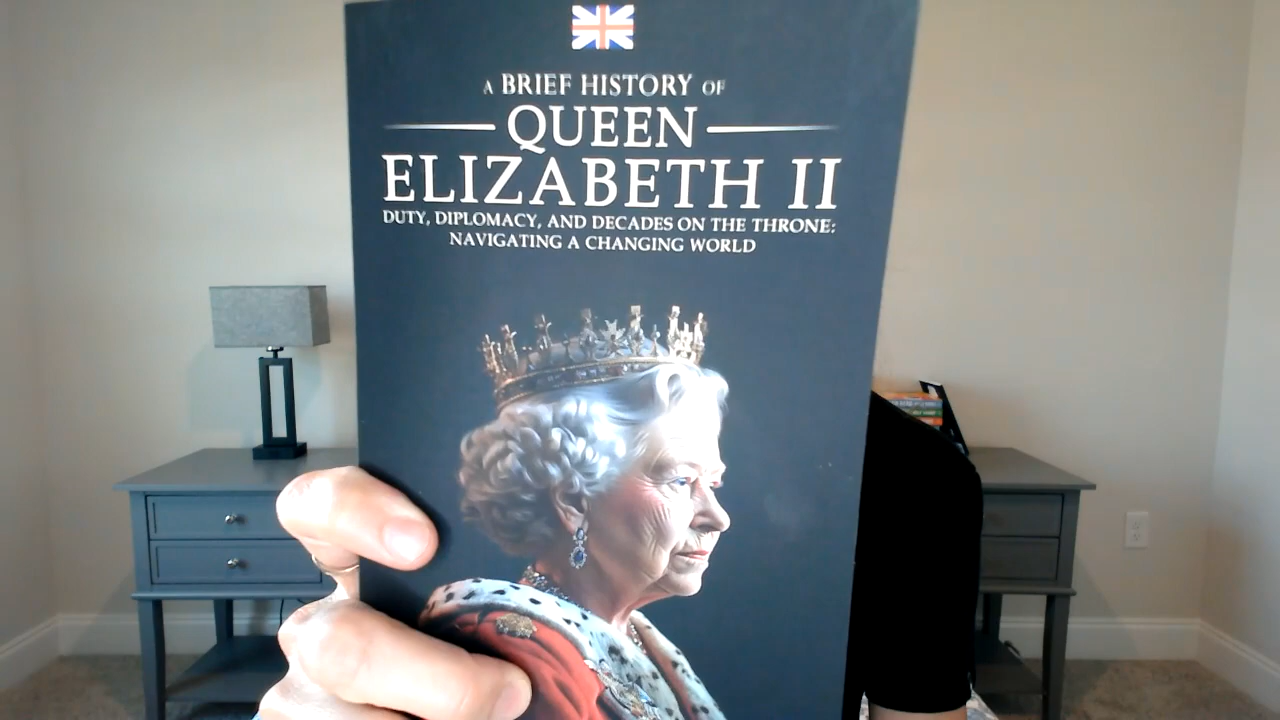 A BRIEF HISTORY OF
QUEEN
ELIZABETH II
DUTY, DIPLOMACY, AND DECADES ON THE THRONE:
NAVIGATING A CHANGING WORLD